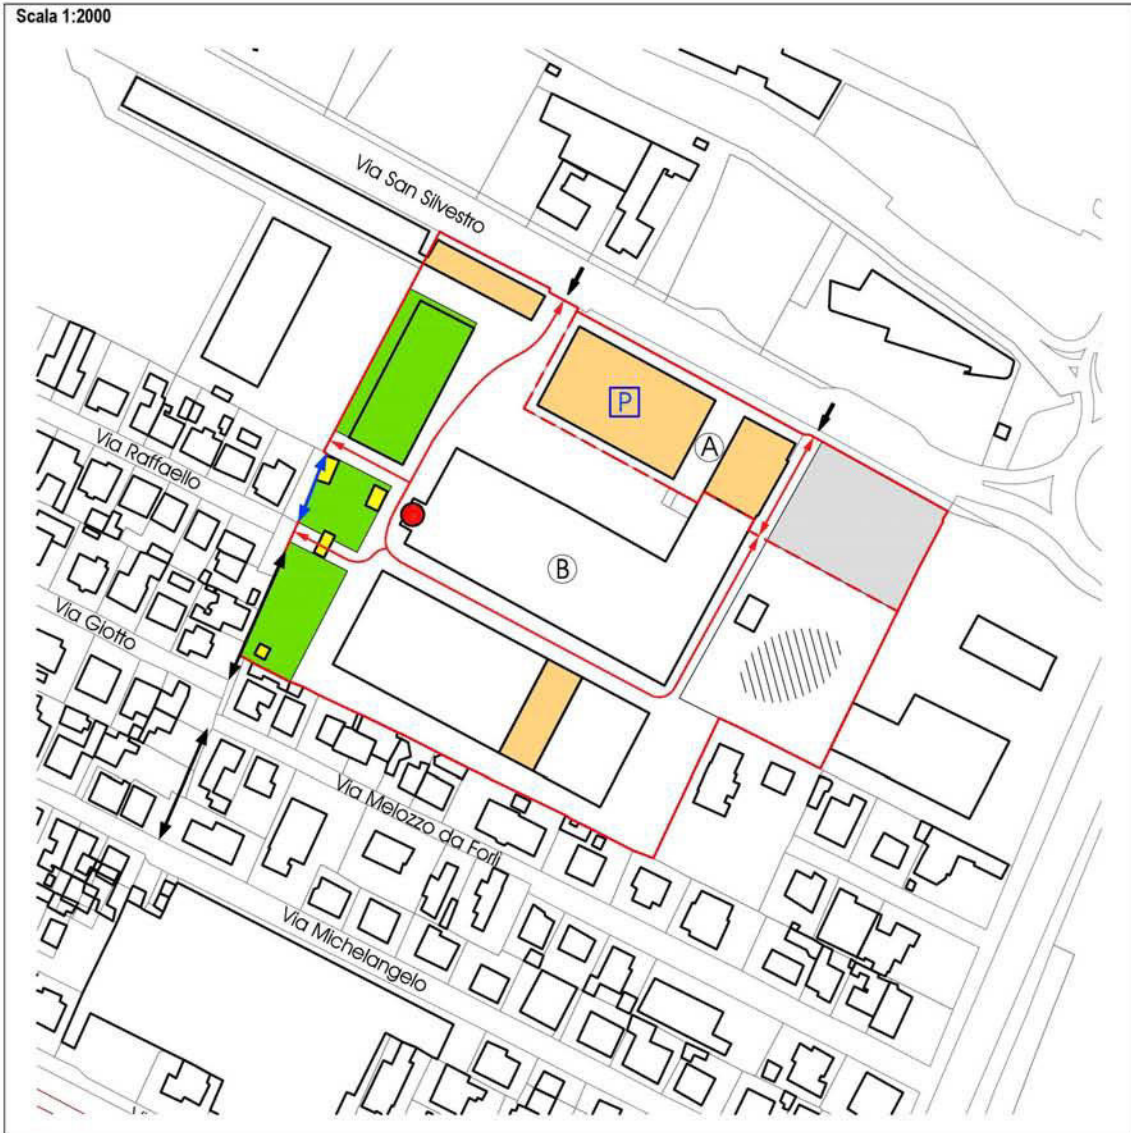 Scala 1:2000
Via San Silvestro
P
A
Via Raffaello
B
Via Giotto
Via Melozzo da Forlì
Via Michelangelo